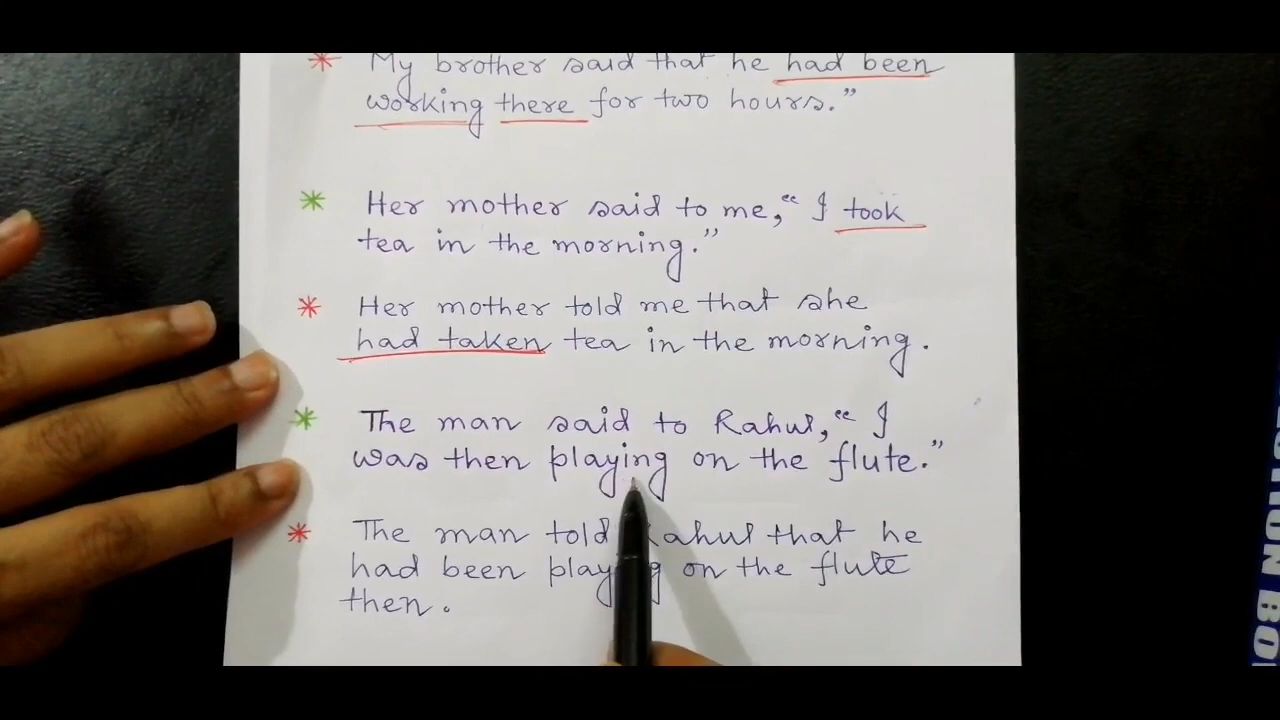 * My brother said that he had been
working there for two hours."
* Her mother said to me, "I took
tea in the morning."
* Her mother told me that she
had taken tea in the morning.
* The man said to Rahul, "I
was then playing on the flute."
* The man told Rahul that he
had been playing on the flute
then.